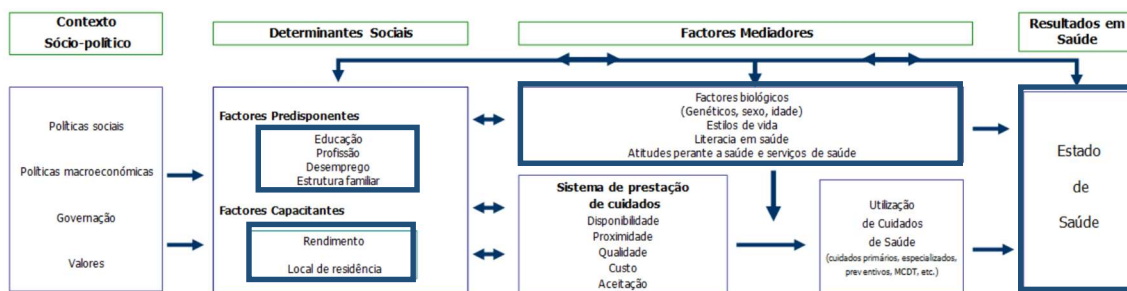 Contexto
Sócio-político
Determinantes Sociais
Factores Mediadores
Resultados em
Saúde
Políticas sociais
Políticas macroeconómicas
Governação
Valores
Factores Predisponentes
Educação
Profissão
Desemprego
Estrutura familiar
Factores Capacitantes
Rendimento
Local de residência
Factores biológicos
(Genéticos, sexo, idade)
Estilos de vida
Literacia em saúde
Atitudes perante a saúde e serviços de saúde
Sistema de prestação
de cuidados
Disponibilidade
Proximidade
Qualidade
Custo
Aceitação
Utilização
de Cuidados
de Saúde
(cuidados primários, especializados,
preventivos, MCDT, etc.)
Estado
de
Saúde